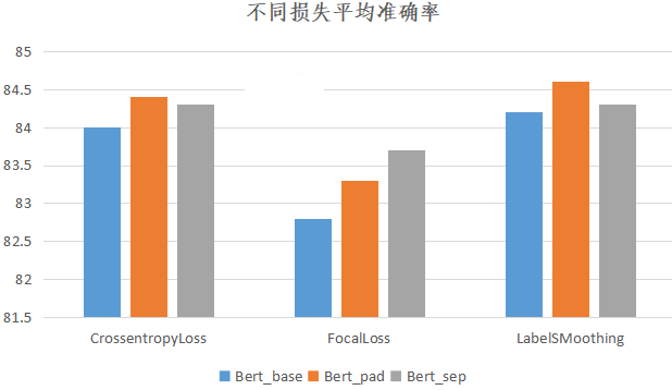 不同损失平均准确率
85
84.5
84
83.5
83
82.5
82
81.5
CrossentropyLoss FocalLoss LabelSMoothing
Bert_base Bert_pad Bert_sep